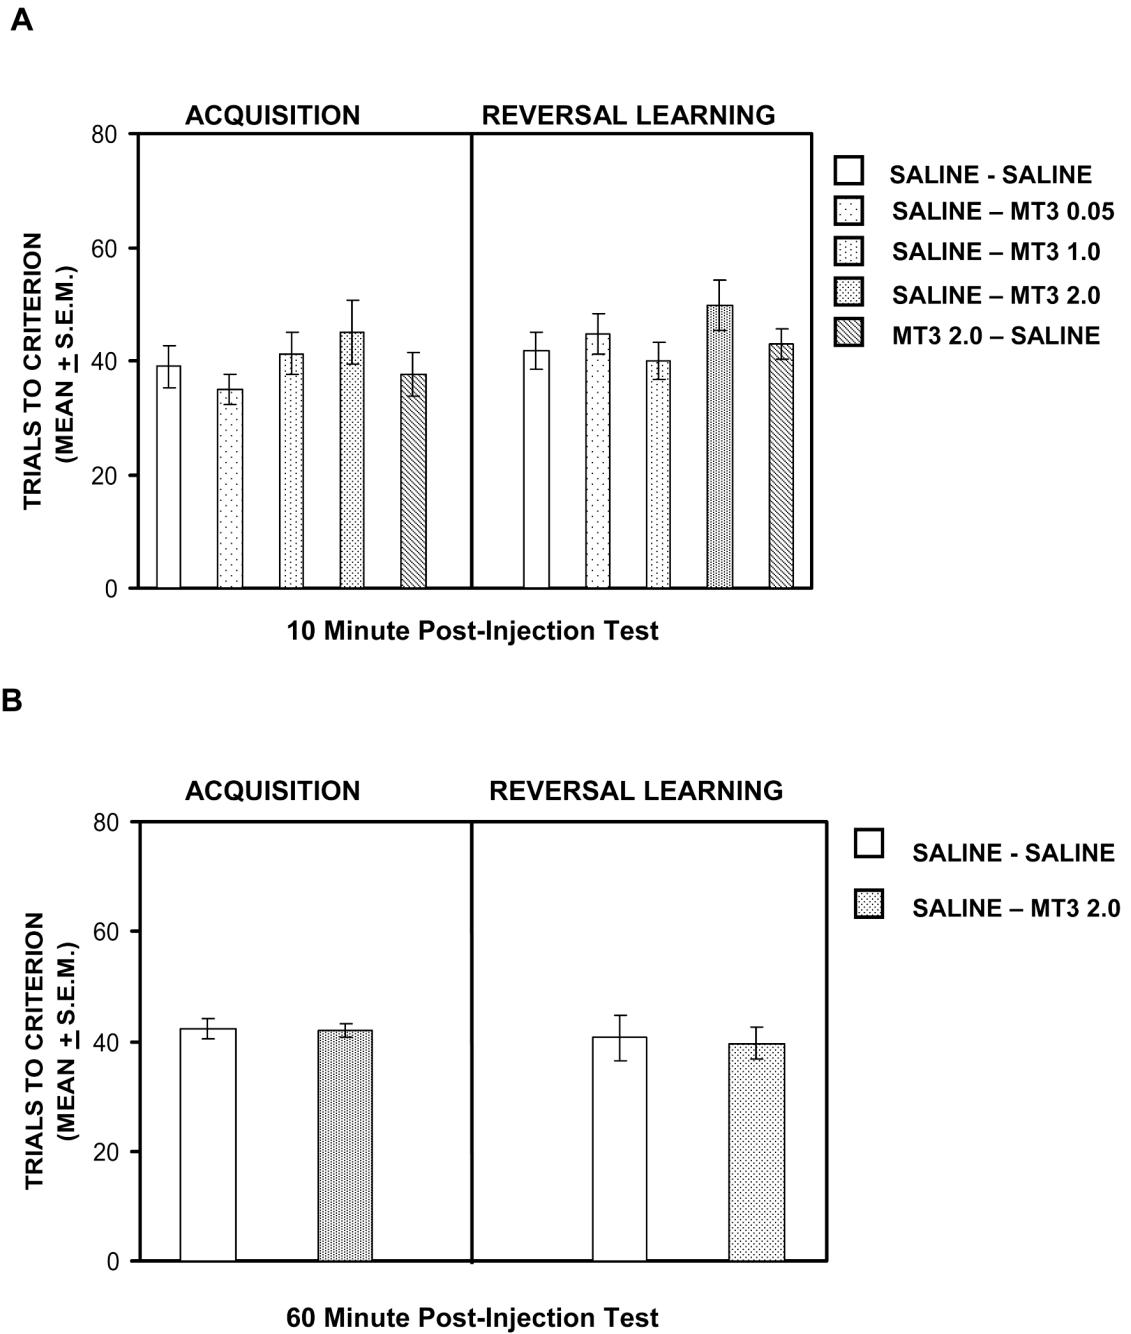 A
ACQUISITION
REVERSAL LEARNING
80
60
40
20
0
TRIALS TO CRITERION
(MEAN ± S.E.M.)
SALINE - SALINE
SALINE – MT3 0.05
SALINE – MT3 1.0
SALINE – MT3 2.0
MT3 2.0 – SALINE
10 Minute Post-Injection Test
B
ACQUISITION
REVERSAL LEARNING
80
60
40
20
0
TRIALS TO CRITERION
(MEAN ± S.E.M.)
SALINE - SALINE
SALINE – MT3 2.0
60 Minute Post-Injection Test